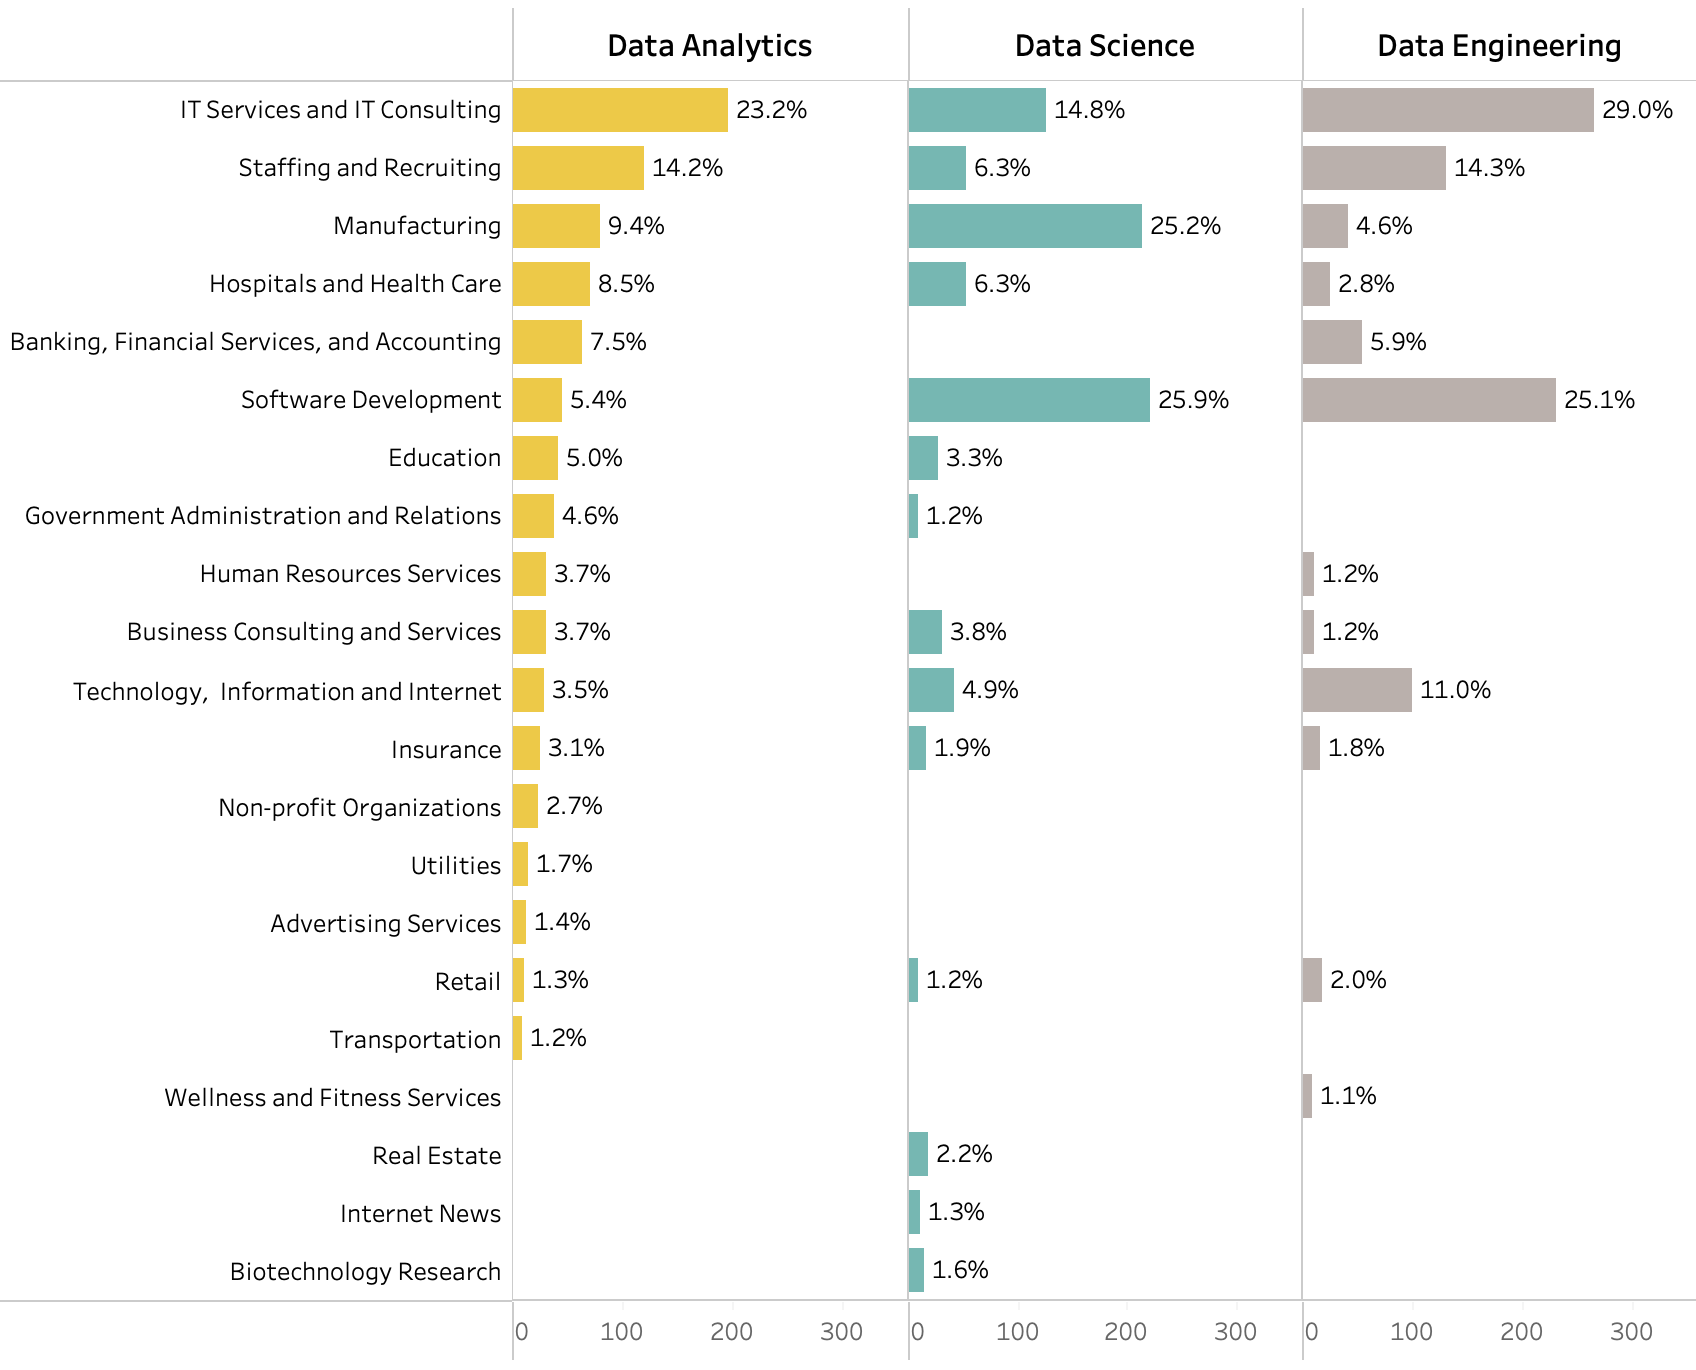 Data Analytics Data Science Data Engineering
IT Services and IT Consulting 23.2% 14.8% 29.0%
Staffing and Recruiting 14.2% 6.3% 14.3%
Manufacturing 9.4% 25.2% 4.6%
Hospitals and Health Care 8.5% 6.3% 2.8%
Banking, Financial Services, and Accounting 7.5% 5.9%
Software Development 5.4% 25.9% 25.1%
Education 5.0% 3.3%
Government Administration and Relations 4.6% 1.2%
Human Resources Services 3.7% 1.2%
Business Consulting and Services 3.7% 3.8% 1.2%
Technology, Information and Internet 3.5% 4.9% 11.0%
Insurance 3.1% 1.9% 1.8%
Non-profit Organizations 2.7%
Utilities 1.7%
Advertising Services 1.4%
Retail 1.3% 1.2% 2.0%
Transportation 1.2%
Wellness and Fitness Services 1.1%
Real Estate 2.2%
Internet News 1.3%
Biotechnology Research 1.6%
0 100 200 300 0 100 200 300 0 100 200 300